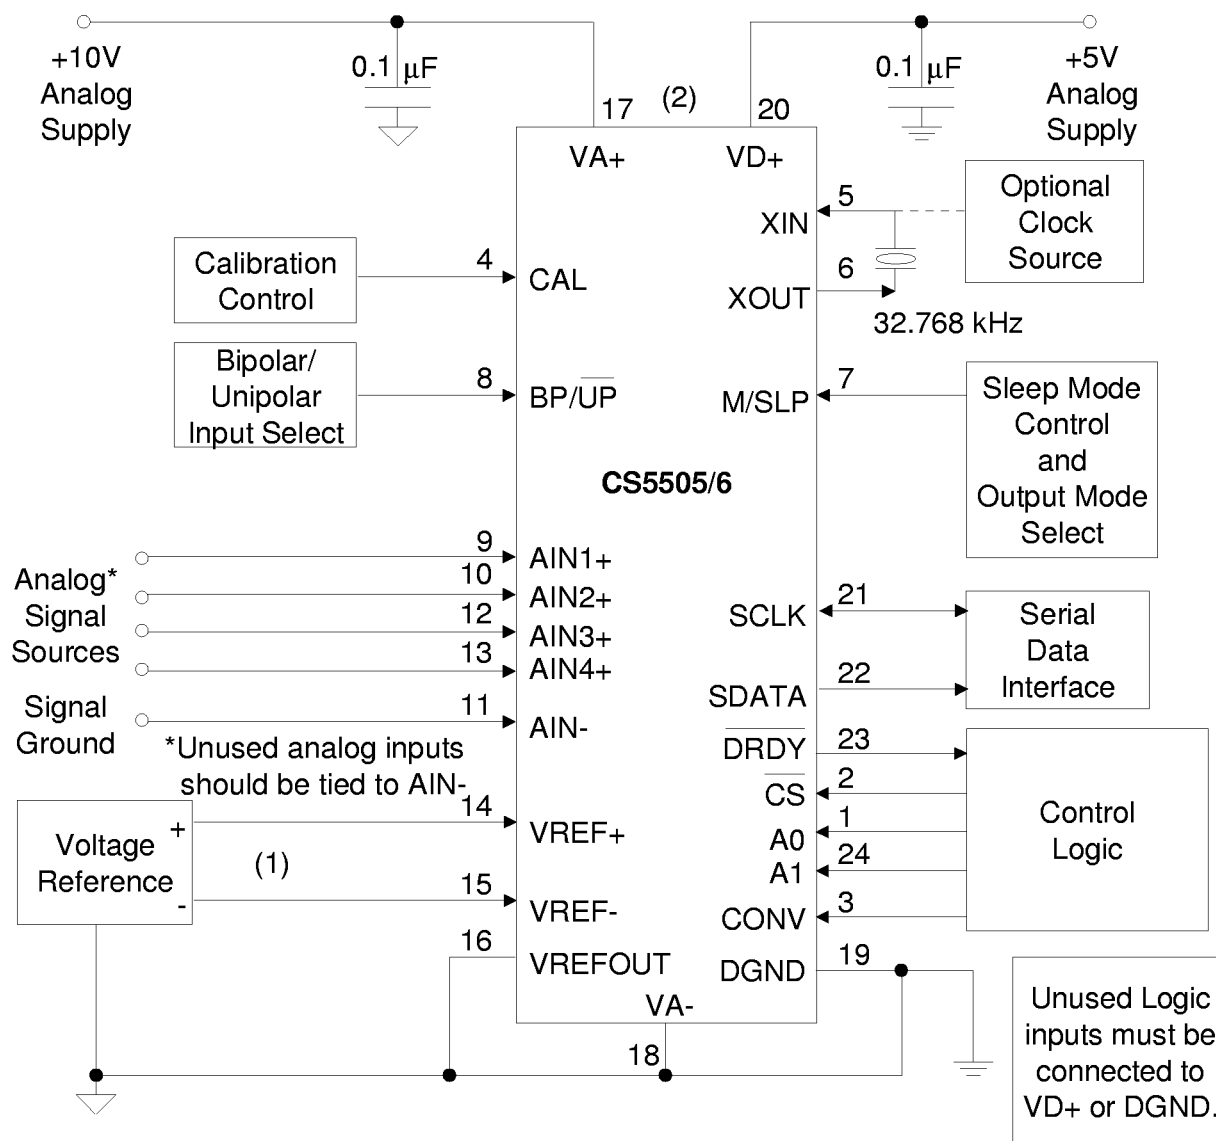 +10V
Analog
Supply
0.1 µF
17
(2)
20
0.1 µF
+5V
Analog
Supply
VA+
VD+
Calibration
Control
4
CAL
Bipolar/
Unipolar
Input Select
8
BP/UP
XIN
5
Optional
Clock
Source
XOUT
6
32.768 kHz
M/SLP
7
Sleep Mode
Control
and
Output Mode
Select
CS5505/6
Analog*
Signal
Sources
9
AIN1+
10
AIN2+
12
AIN3+
13
AIN4+
Signal
Ground
11
AIN-
*Unused analog inputs
should be tied to AIN-
SCLK
21
SDATA
22
Serial
Data
Interface
DRDY
23
CS
2
A0
1
A1
24
CONV
3
Control
Logic
Voltage
Reference
+
-
(1)
14
VREF+
15
VREF-
16
VREFOUT
DGND
19
VA-
18
Unused Logic
inputs must be
connected to
VD+ or DGND.